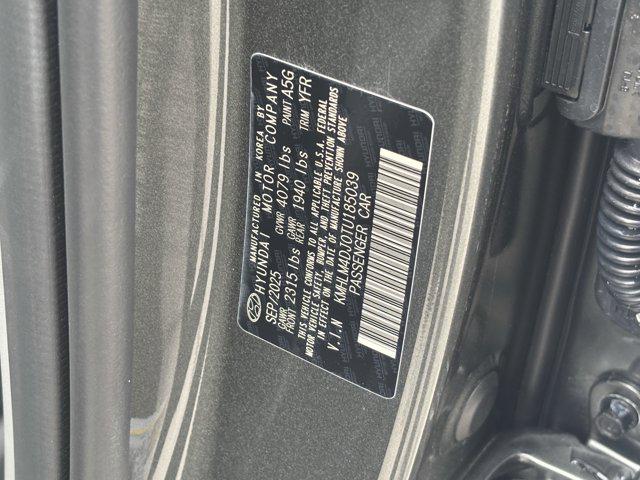 MANUFACTURED IN KOREA BY
HYUNDAI MOTOR COMPANY
SEP/2025 GVWR 4079 lbs PAINT A5G
GAWR FRONT 2315 lbs GAWR REAR 1940 lbs TRIM YFR
THIS VEHICLE CONFORMS TO ALL APPLICABLE U.S.A. FEDERAL
MOTOR VEHICLE SAFETY, BUMPER, AND THEFT PREVENTION STANDARDS
IN EFFECT ON THE DATE OF MANUFACTURE SHOWN ABOVE
V.I.N KMHLM4DJ0TU185039
PASSENGER CAR